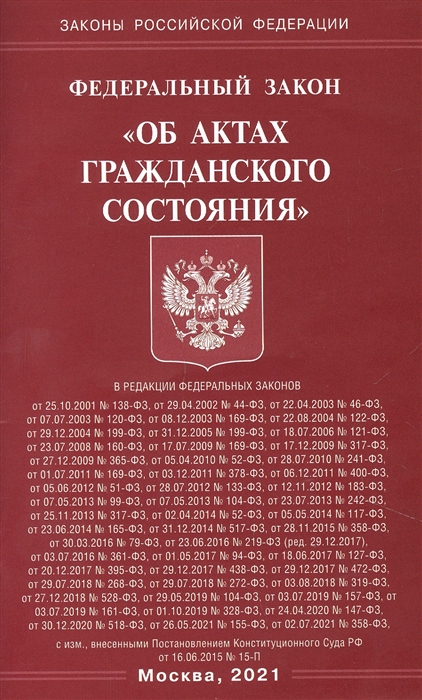 ЗАКОНЫ РОССИЙСКОЙ ФЕДЕРАЦИИ
ФЕДЕРАЛЬНЫЙ ЗАКОН
«ОБ АКТАХ
ГРАЖДАНСКОГО
СОСТОЯНИЯ»
В РЕДАКЦИИ ФЕДЕРАЛЬНЫХ ЗАКОНОВ
от 25.10.2001 № 138-ФЗ, от 29.04.2002 № 44-ФЗ, от 22.04.2003 № 46-ФЗ,
от 07.07.2003 № 120-ФЗ, от 08.12.2003 № 169-ФЗ, от 22.08.2004 № 122-ФЗ,
от 29.12.2004 № 199-ФЗ, от 31.12.2005 № 199-ФЗ, от 18.07.2006 № 121-ФЗ,
от 23.07.2008 № 160-ФЗ, от 17.07.2009 № 169-ФЗ, от 17.12.2009 № 317-ФЗ,
от 27.12.2009 № 365-ФЗ, от 05.04.2010 № 52-ФЗ, от 28.07.2010 № 241-ФЗ,
от 01.07.2011 № 169-ФЗ, от 03.12.2011 № 378-ФЗ, от 06.12.2011 № 400-ФЗ,
от 05.06.2012 № 51-ФЗ, от 28.07.2012 № 133-ФЗ, от 12.11.2012 № 183-ФЗ,
от 07.05.2013 № 99-ФЗ, от 07.05.2013 № 104-ФЗ, от 23.07.2013 № 242-ФЗ,
от 25.11.2013 № 317-ФЗ, от 02.04.2014 № 52-ФЗ, от 05.05.2014 № 117-ФЗ,
от 23.06.2014 № 165-ФЗ, от 31.12.2014 № 517-ФЗ, от 28.11.2015 № 358-ФЗ,
от 30.03.2016 № 79-ФЗ, от 23.06.2016 № 219-ФЗ (ред. 29.12.2017),
от 03.07.2016 № 361-ФЗ, от 01.05.2017 № 94-ФЗ, от 18.06.2017 № 127-ФЗ,
от 20.12.2017 № 395-ФЗ, от 29.12.2017 № 438-ФЗ, от 29.12.2017 № 472-ФЗ,
от 29.07.2018 № 268-ФЗ, от 29.07.2018 № 272-ФЗ, от 03.08.2018 № 319-ФЗ,
от 27.12.2018 № 528-ФЗ, от 29.05.2019 № 104-ФЗ, от 03.07.2019 № 157-ФЗ, от
03.07.2019 № 161-ФЗ, от 01.10.2019 № 328-ФЗ, от 24.04.2020 № 147-ФЗ,
от 30.12.2020 № 518-ФЗ, от 26.05.2021 № 155-ФЗ, от 02.07.2021 № 358-ФЗ,
с изм., внесенными Постановлением Конституционного Суда РФ
от 16.06.2015 № 15-П
Москва, 2021